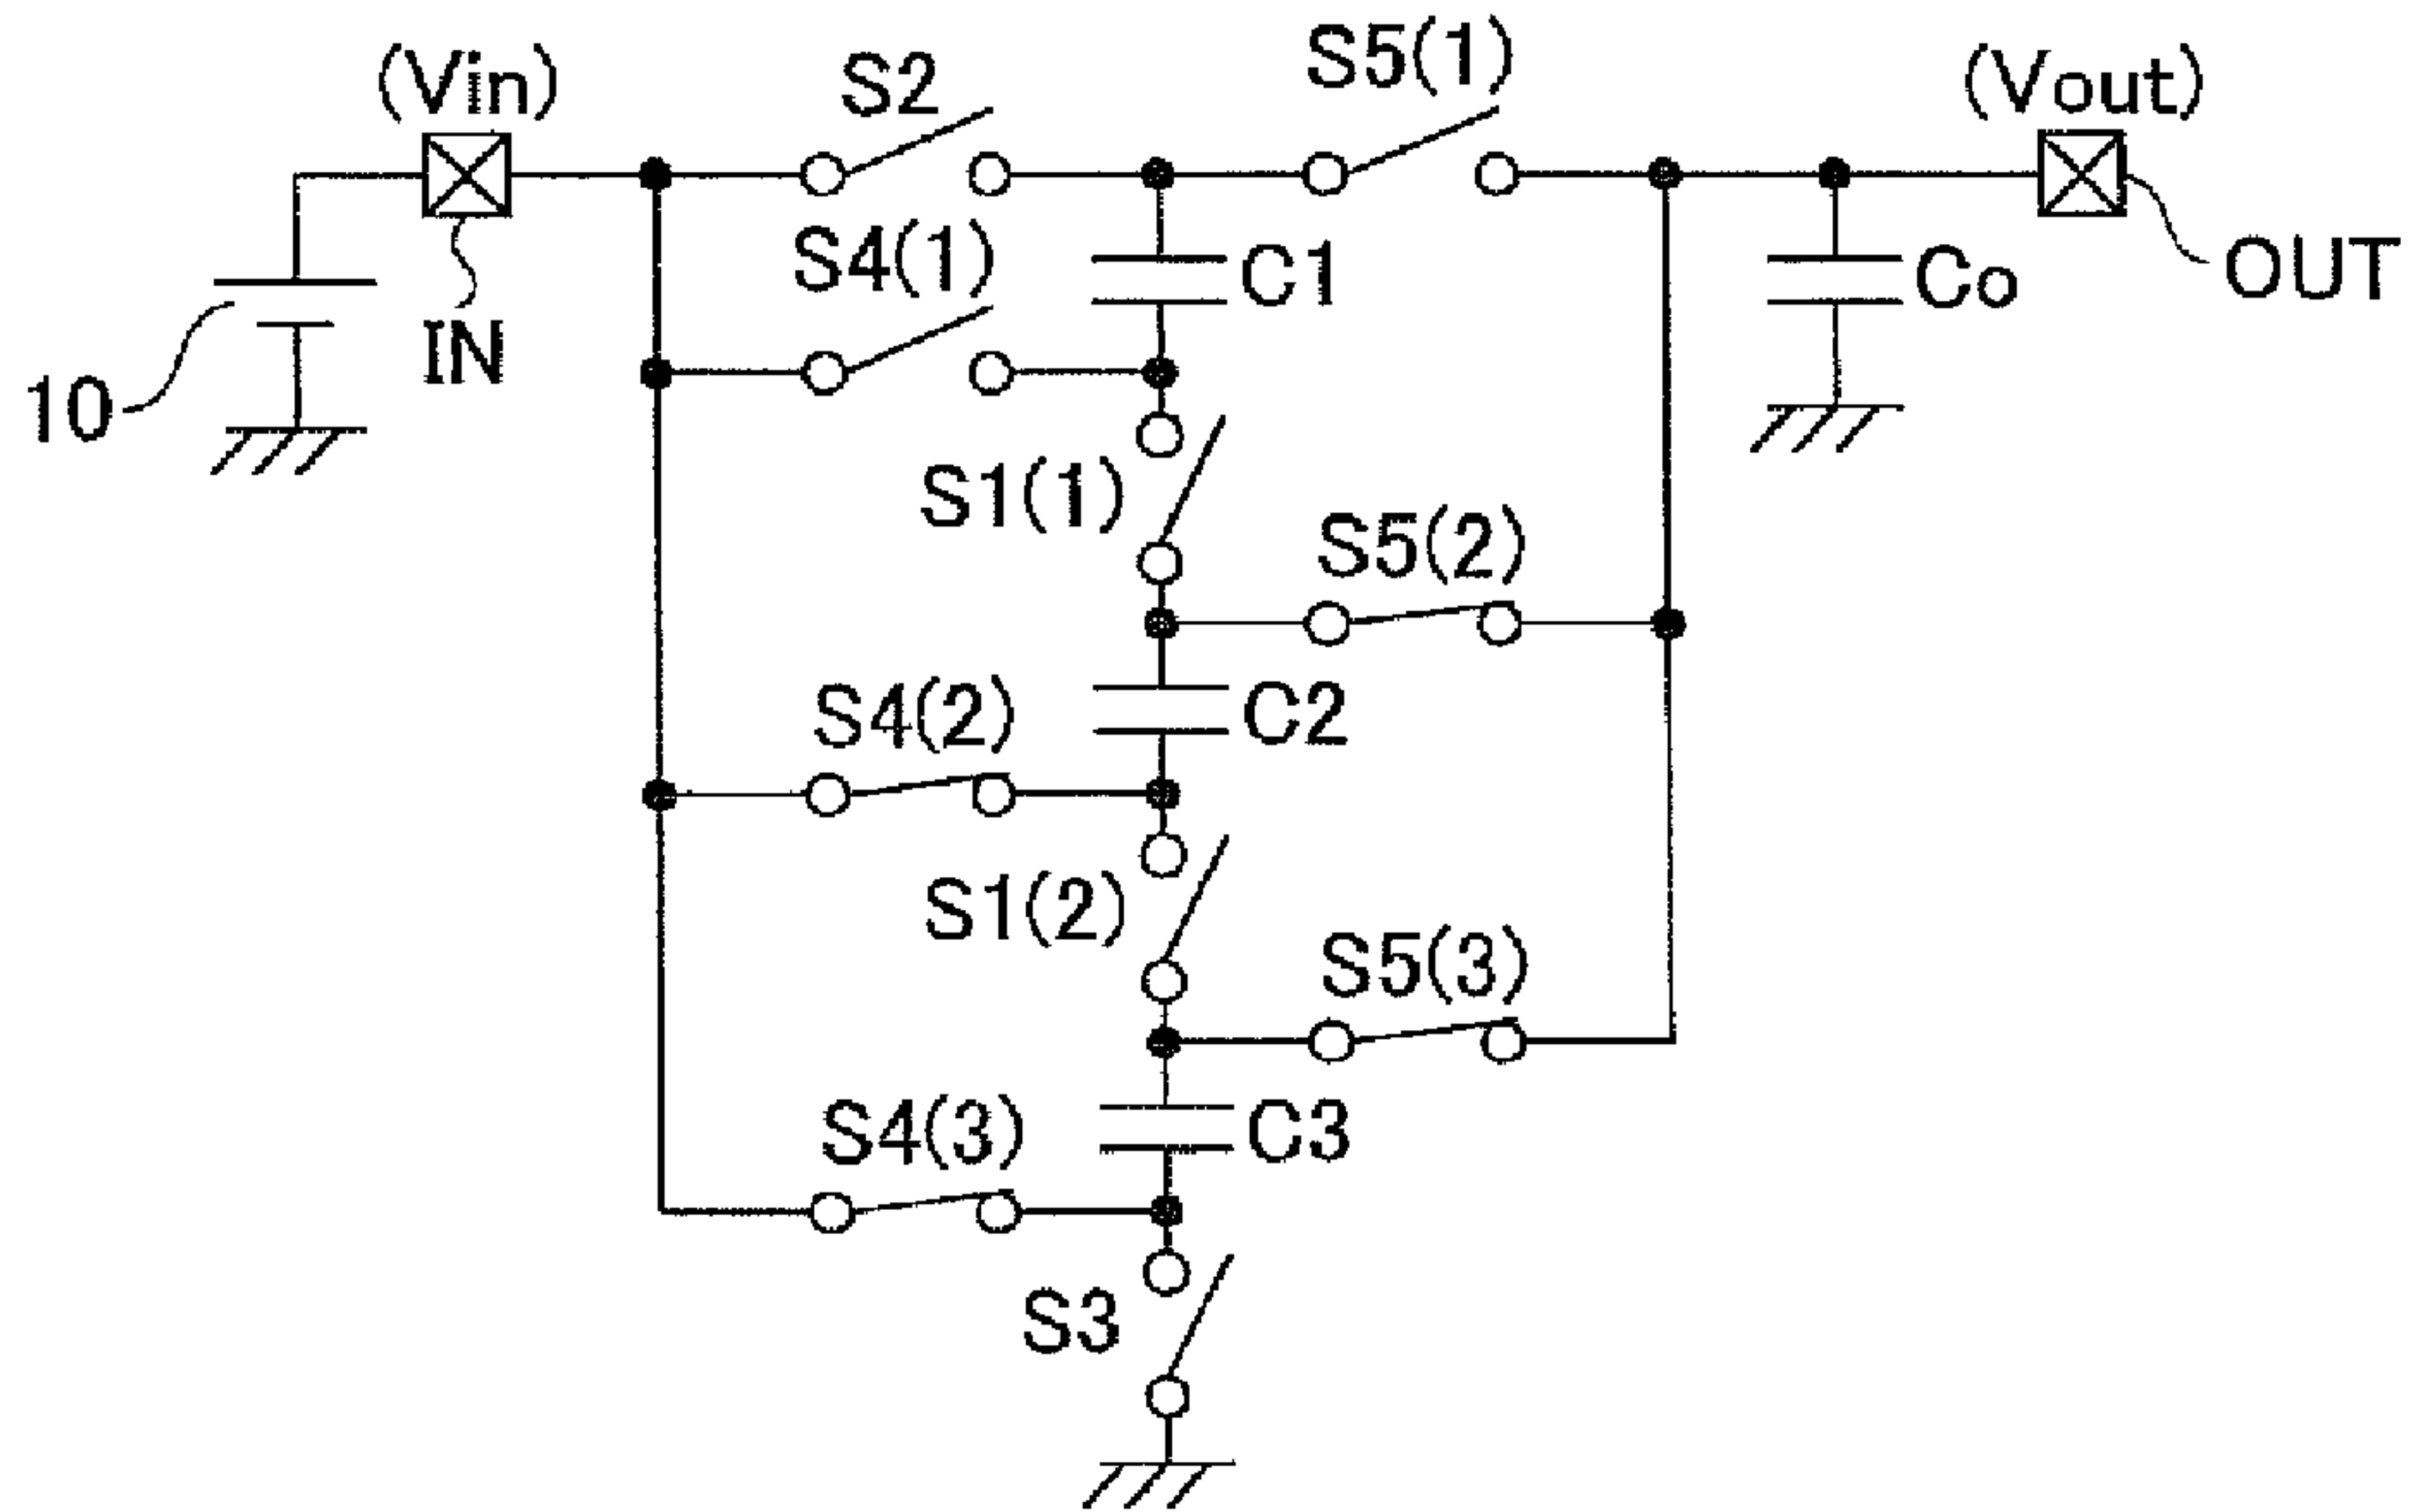 (Vin)
S2
S5(1)
(Vout)
S4(1)
C1
Co
OUT
IN
10
S1(1)
S5(2)
S4(2)
C2
S1(2)
S5(3)
S4(3)
C3
S3